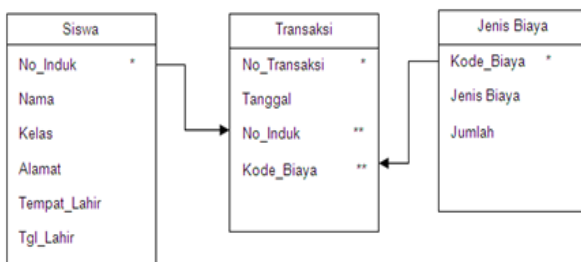 Siswa
No_Induk *
Nama
Kelas
Alamat
Tempat_Lahir
Tgl_Lahir
Transaksi
No_Transaksi *
Tanggal
No_Induk **
Kode_Biaya **
Jenis Biaya
Kode_Biaya *
Jenis Biaya
Jumlah